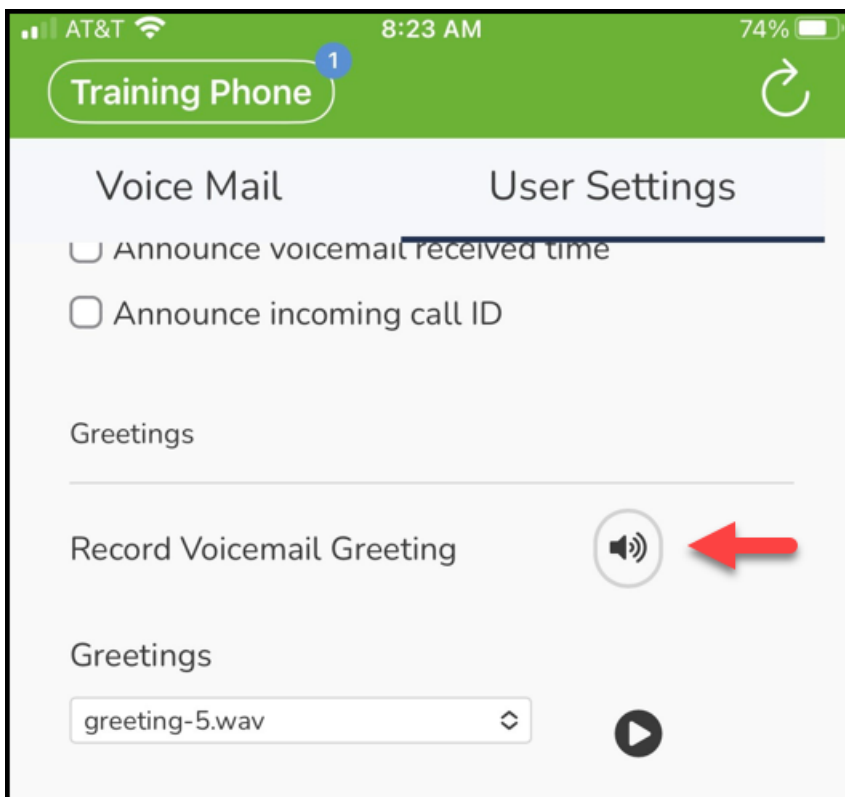 AT&T 8:23 AM 74%
Training Phone 1
Voice Mail User Settings
Announce voicemail received time
Announce incoming call ID
Greetings
Record Voicemail Greeting
Greetings
greeting-5.wav